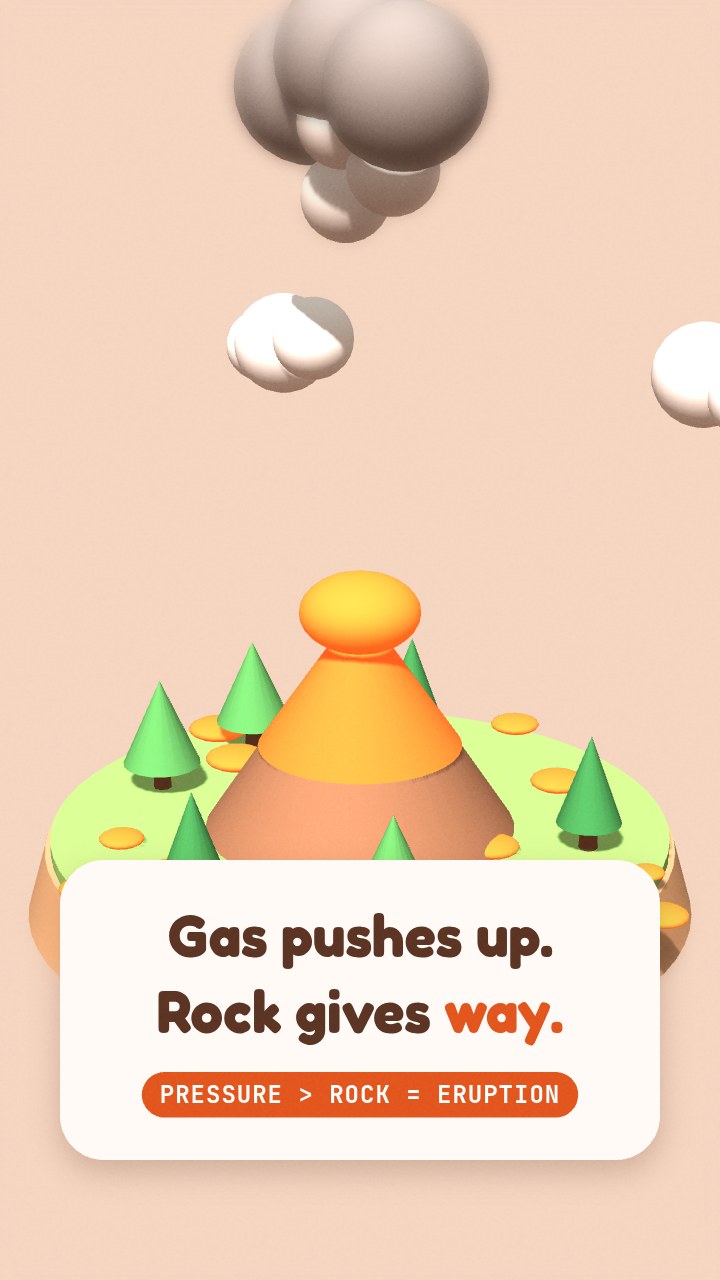 Gas pushes up.
Rock gives way.
PRESSURE > ROCK = ERUPTION